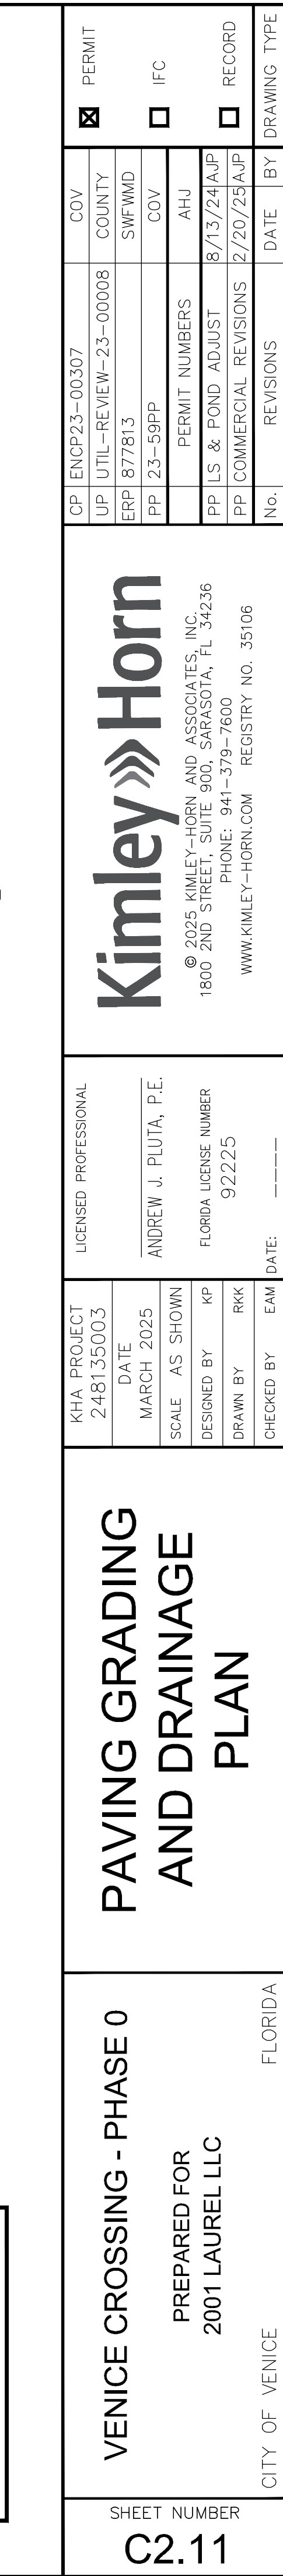 VENICE CROSSING - PHASE 0
PREPARED FOR
2001 LAUREL LLC
CITY OF VENICE FLORIDA
SHEET NUMBER
C2.11
PAVING GRADING
AND DRAINAGE
PLAN
KHA PROJECT
248135003
DATE
MARCH 2025
SCALE AS SHOWN
DESIGNED BY KP
DRAWN BY RKK
CHECKED BY EAM
LICENSED PROFESSIONAL
ANDREW J. PLUTA, P.E.
FLORIDA LICENSE NUMBER
92225
DATE: ____
Kimley»Horn
© 2025 KIMLEY-HORN AND ASSOCIATES, INC.
1800 2ND STREET, SUITE 900, SARASOTA, FL 34236
PHONE: 941-379-7600
WWW.KIMLEY-HORN.COM REGISTRY NO. 35106
CP ENCP23-00307 COV
UP UTIL-REVIEW-23-00008 COUNTY
ERP 877813 SWFWMD
PP 23-59PP COV
PERMIT NUMBERS AHJ
PP LS & POND ADJUST 8/13/24 AJP
PP COMMERCIAL REVISIONS 2/20/25 AJP
No. REVISIONS DATE BY
☒ PERMIT
☐ IFC
☐ RECORD
DRAWING TYPE